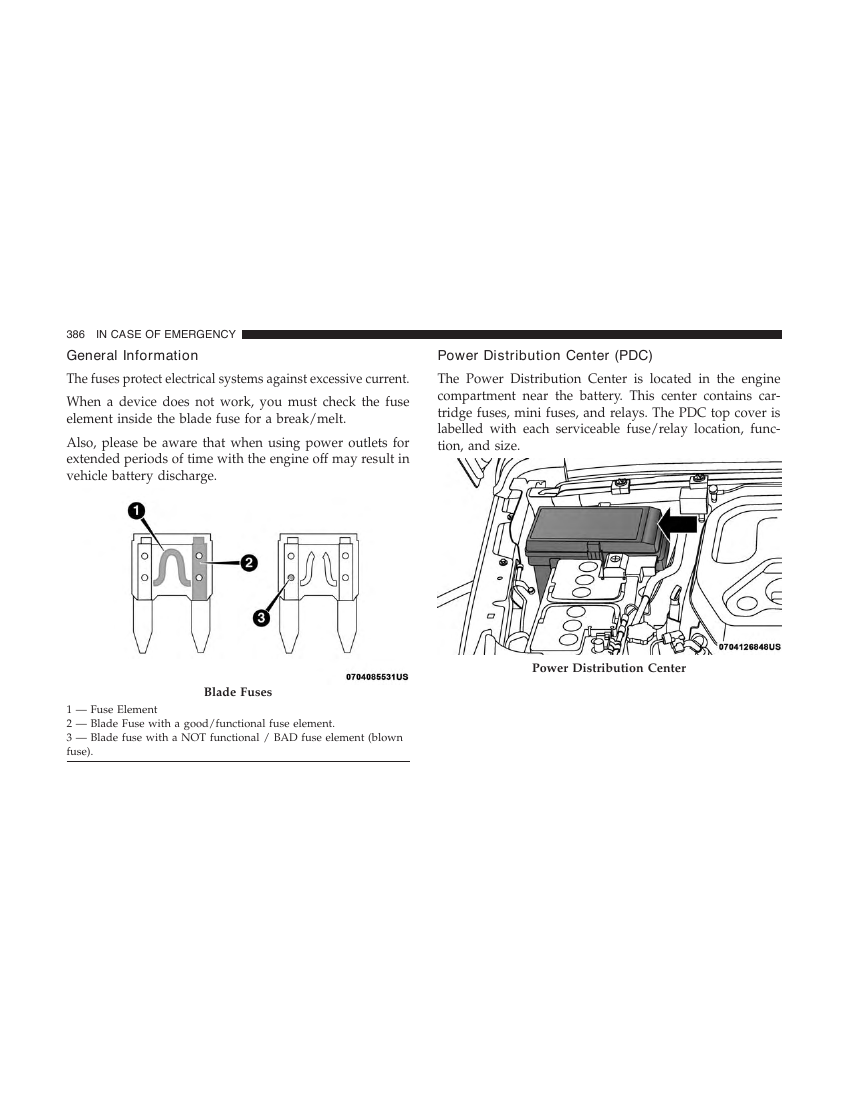 386 IN CASE OF EMERGENCY
General Information
The fuses protect electrical systems against excessive current.
When a device does not work, you must check the fuse
element inside the blade fuse for a break/melt.
Also, please be aware that when using power outlets for
extended periods of time with the engine off may result in
vehicle battery discharge.
1
2
3
0704085531US
Blade Fuses
1 — Fuse Element
2 — Blade Fuse with a good/functional fuse element.
3 — Blade fuse with a NOT functional / BAD fuse element (blown
fuse).
Power Distribution Center (PDC)
The Power Distribution Center is located in the engine
compartment near the battery. This center contains car-
tridge fuses, mini fuses, and relays. The PDC top cover is
labelled with each serviceable fuse/relay location, func-
tion, and size.
0704126848US
Power Distribution Center